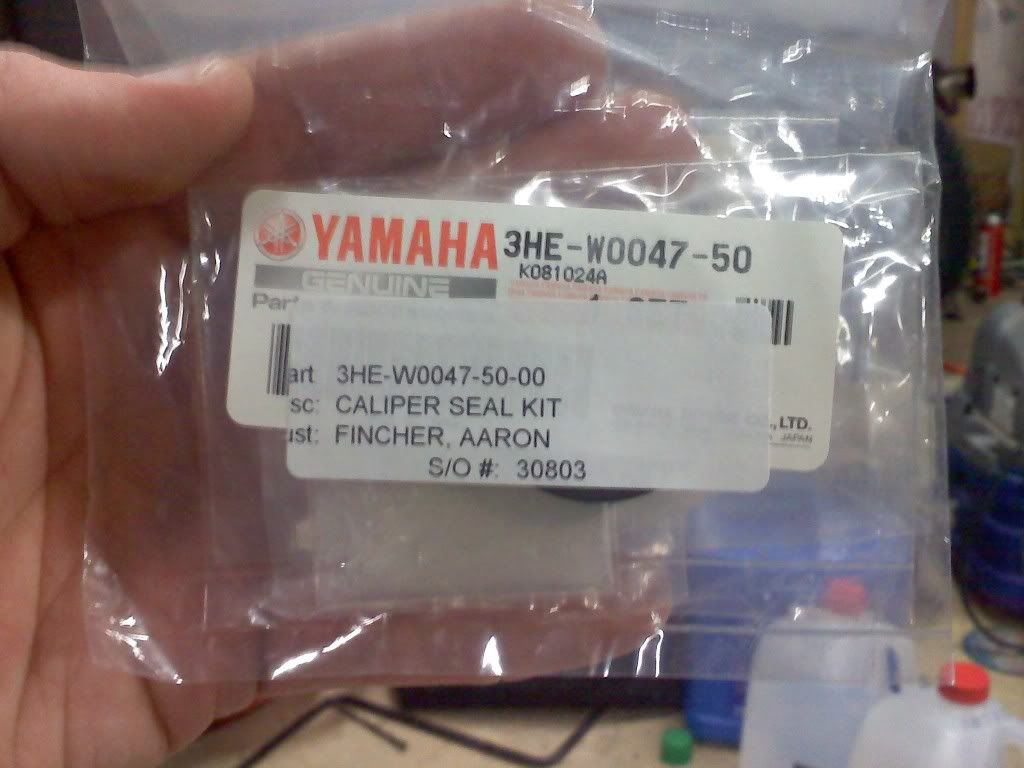 YAMAHA 3HE-W0047-50
K081024A
GENUINE
Part
art 3HE-W0047-50-00
sc: CALIPER SEAL KIT
ust: FINCHER, AARON
S/O #: 30803
, LTD.
JAPAN